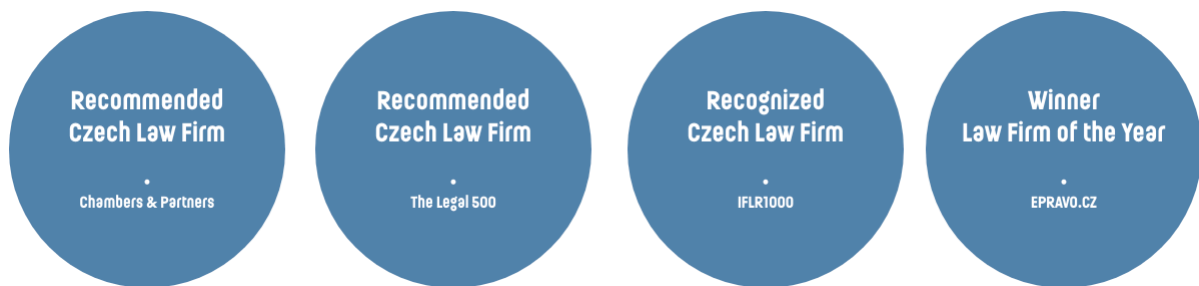 Recommended
Czech Law Firm
Chambers & Partners
Recommended
Czech Law Firm
The Legal 500
Recognized
Czech Law Firm
IFLR1000
Winner
Law Firm of the Year
EPRAVO.CZ